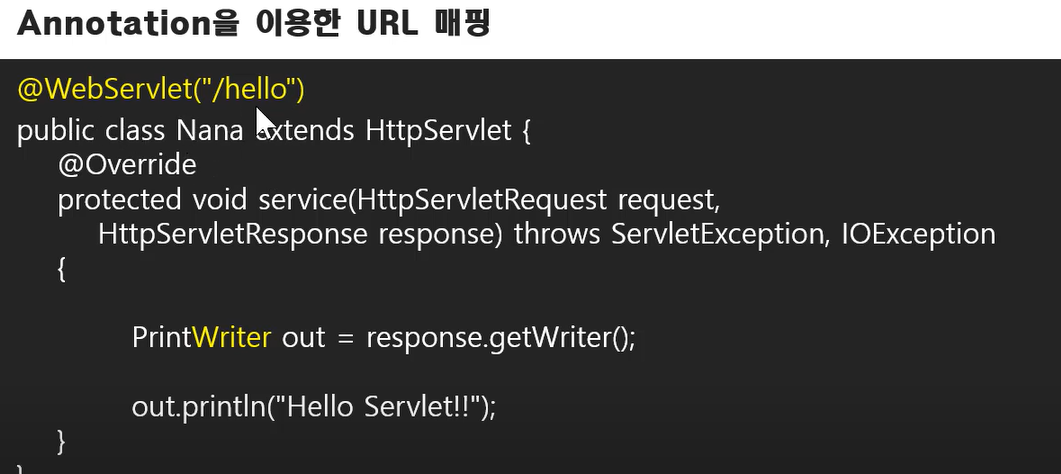 Annotation을 이용한 URL 매핑
@WebServlet("/hello")
public class Nana extends HttpServlet {
@Override
protected void service(HttpServletRequest request,
HttpServletResponse response) throws ServletException, IOException
{
PrintWriter out = response.getWriter();
out.println("Hello Servlet!!");
}
}